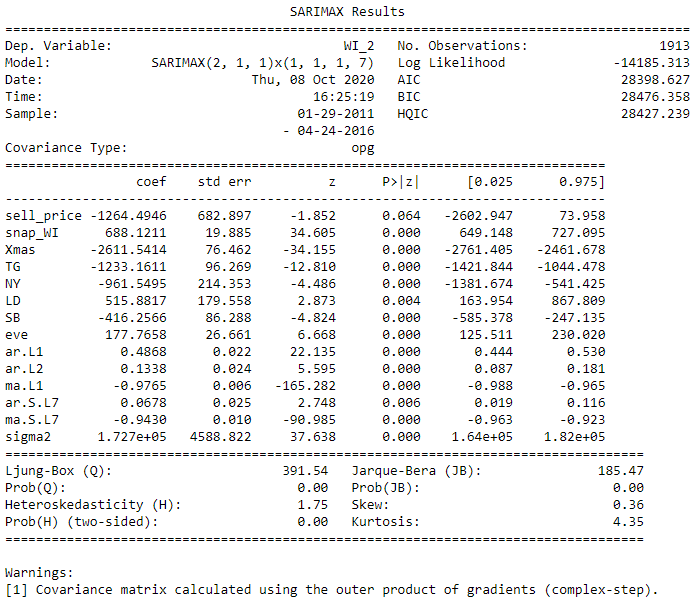 SARIMAX Results
=========================================================================================
Dep. Variable:                              WI_2   No. Observations:                 1913
Model:             SARIMAX(2, 1, 1)x(1, 1, 1, 7)   Log Likelihood              -14185.313
Date:                           Thu, 08 Oct 2020   AIC                          28398.627
Time:                                   16:25:19   BIC                          28476.358
Sample:                               01-29-2011   HQIC                         28427.239
                                    - 04-24-2016
Covariance Type:                             opg
==============================================================================
                 coef    std err          z      P>|z|      [0.025      0.975]
------------------------------------------------------------------------------
sell_price -1264.4946    682.897     -1.852      0.064   -2602.947      73.958
snap_WI      688.1211     19.885     34.605      0.000     649.148     727.095
Xmas       -2611.5414     76.462    -34.155      0.000   -2761.405   -2461.678
TG         -1233.1611     96.269    -12.810      0.000   -1421.844   -1044.478
NY          -961.5495    214.353     -4.486      0.000   -1381.674    -541.425
LD           515.8817    179.558      2.873      0.004     163.954     867.809
SB          -416.2566     86.288     -4.824      0.000    -585.378    -247.135
eve          177.7658     26.661      6.668      0.000     125.511     230.020
ar.L1          0.4868      0.022     22.135      0.000       0.444       0.530
ar.L2          0.1338      0.024      5.595      0.000       0.087       0.181
ma.L1         -0.9765      0.006   -165.282      0.000      -0.988      -0.965
ar.S.L7        0.0678      0.025      2.748      0.006       0.019       0.116
ma.S.L7       -0.9430      0.010    -90.985      0.000      -0.963      -0.923
sigma2      1.727e+05   4588.822     37.638      0.000    1.64e+05    1.82e+05
===================================================================================
Ljung-Box (Q):                      391.54   Jarque-Bera (JB):               185.47
Prob(Q):                              0.00   Prob(JB):                         0.00
Heteroskedasticity (H):               1.75   Skew:                             0.36
Prob(H) (two-sided):                  0.00   Kurtosis:                         4.35
===================================================================================
Warnings:
[1] Covariance matrix calculated using the outer product of gradients (complex-step).